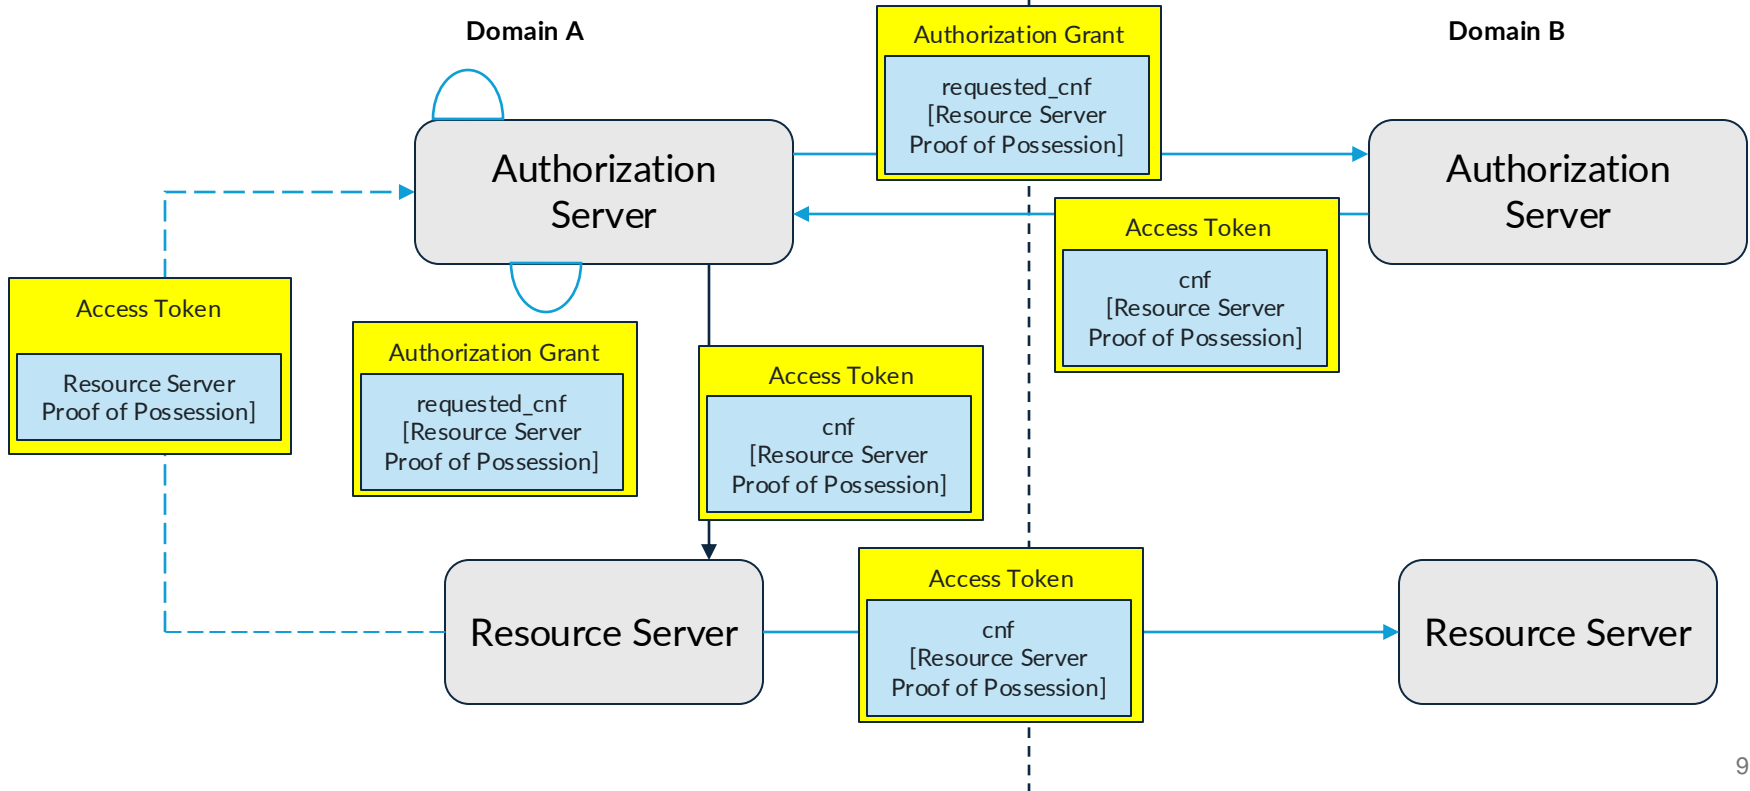 Domain A
Domain B
Authorization Grant
requested_cnf
[Resource Server
Proof of Possession]
Authorization
Server
Authorization
Server
Access Token
cnf
[Resource Server
Proof of Possession]
Access Token
Resource Server
Proof of Possession]
Authorization Grant
requested_cnf
[Resource Server
Proof of Possession]
Access Token
cnf
[Resource Server
Proof of Possession]
Resource Server
Access Token
cnf
[Resource Server
Proof of Possession]
Resource Server
9